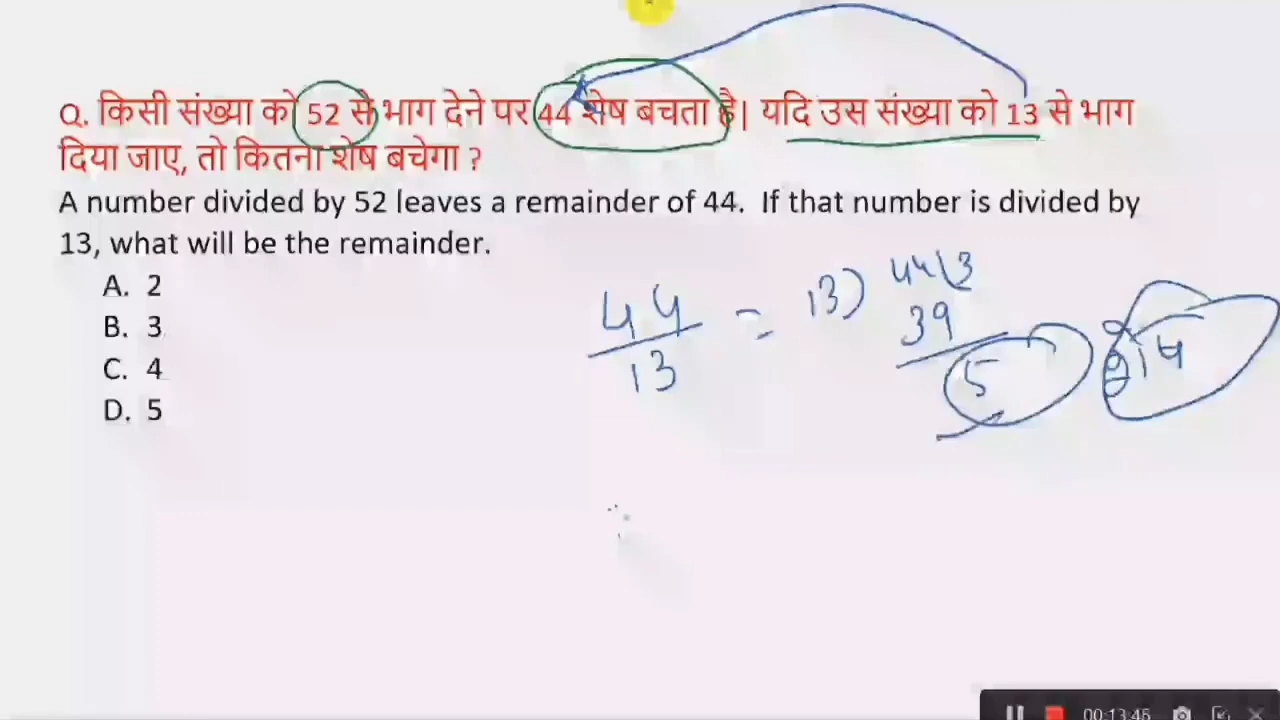 Q. किसी संख्या को 52 से भाग देने पर 44 शेष बचता है| यदि उस संख्या को 13 से भाग
दिया जाए, तो कितना शेष बचेगा ?
A number divided by 52 leaves a remainder of 44. If that number is divided by
13, what will be the remainder.
A. 2
B. 3
C. 4
D. 5
44
13
=
13) 44 \3
39
5
00:13:45